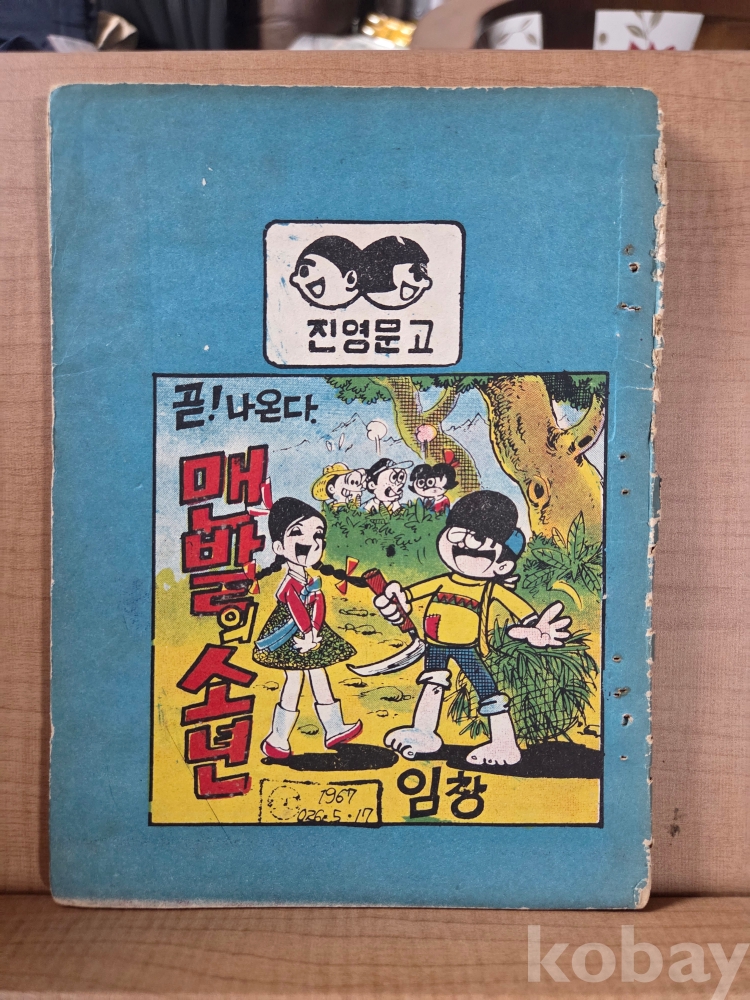 진영문고
곧! 나온다.
맨발의 소년
임창
1967
5·17
kobay